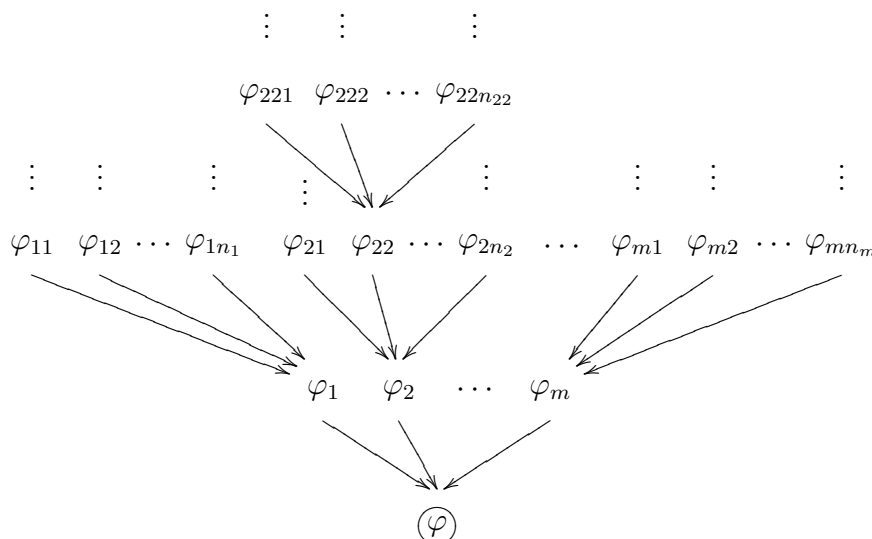 ⋮ ⋮ ⋮
φ₂₂₁ φ₂₂₂ ⋯ φ₂₂ₙ₂₂
⋮ ⋮ ⋮ ⋮ ⋮ ⋮ ⋮ ⋮
φ₁₁ φ₁₂ ⋯ φ₁ₙ₁ φ₂₁ φ₂₂ ⋯ φ₂ₙ₂ ⋯ φₘ₁ φₘ₂ ⋯ φₘₙₘ
φ₁ φ₂ ⋯ φₘ
φ